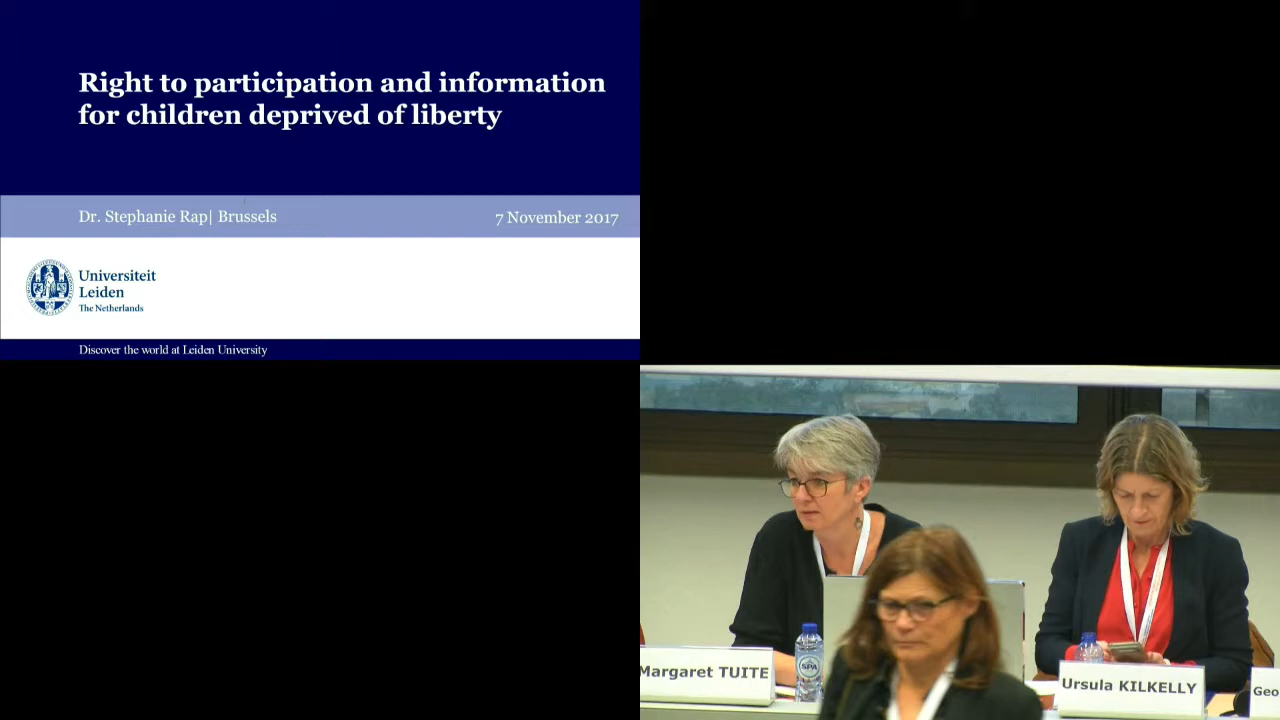 Right to participation and information
for children deprived of liberty
Dr. Stephanie Rap| Brussels
7 November 2017
Universiteit
Leiden
The Netherlands
Discover the world at Leiden University
SPA
Margaret TUITE
Ursula KILKELLY
Geo